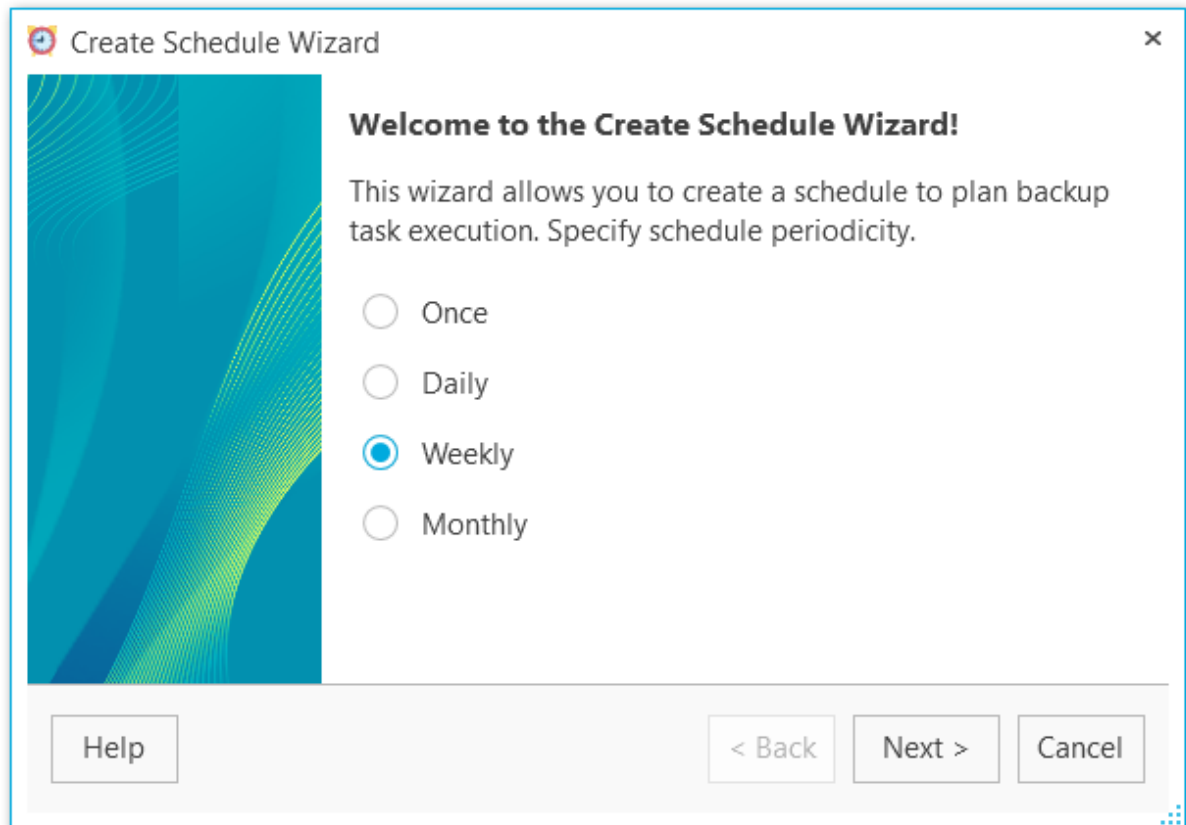 Create Schedule Wizard
Welcome to the Create Schedule Wizard!
This wizard allows you to create a schedule to plan backup
task execution. Specify schedule periodicity.
Once
Daily
Weekly
Monthly
Help
< Back
Next >
Cancel